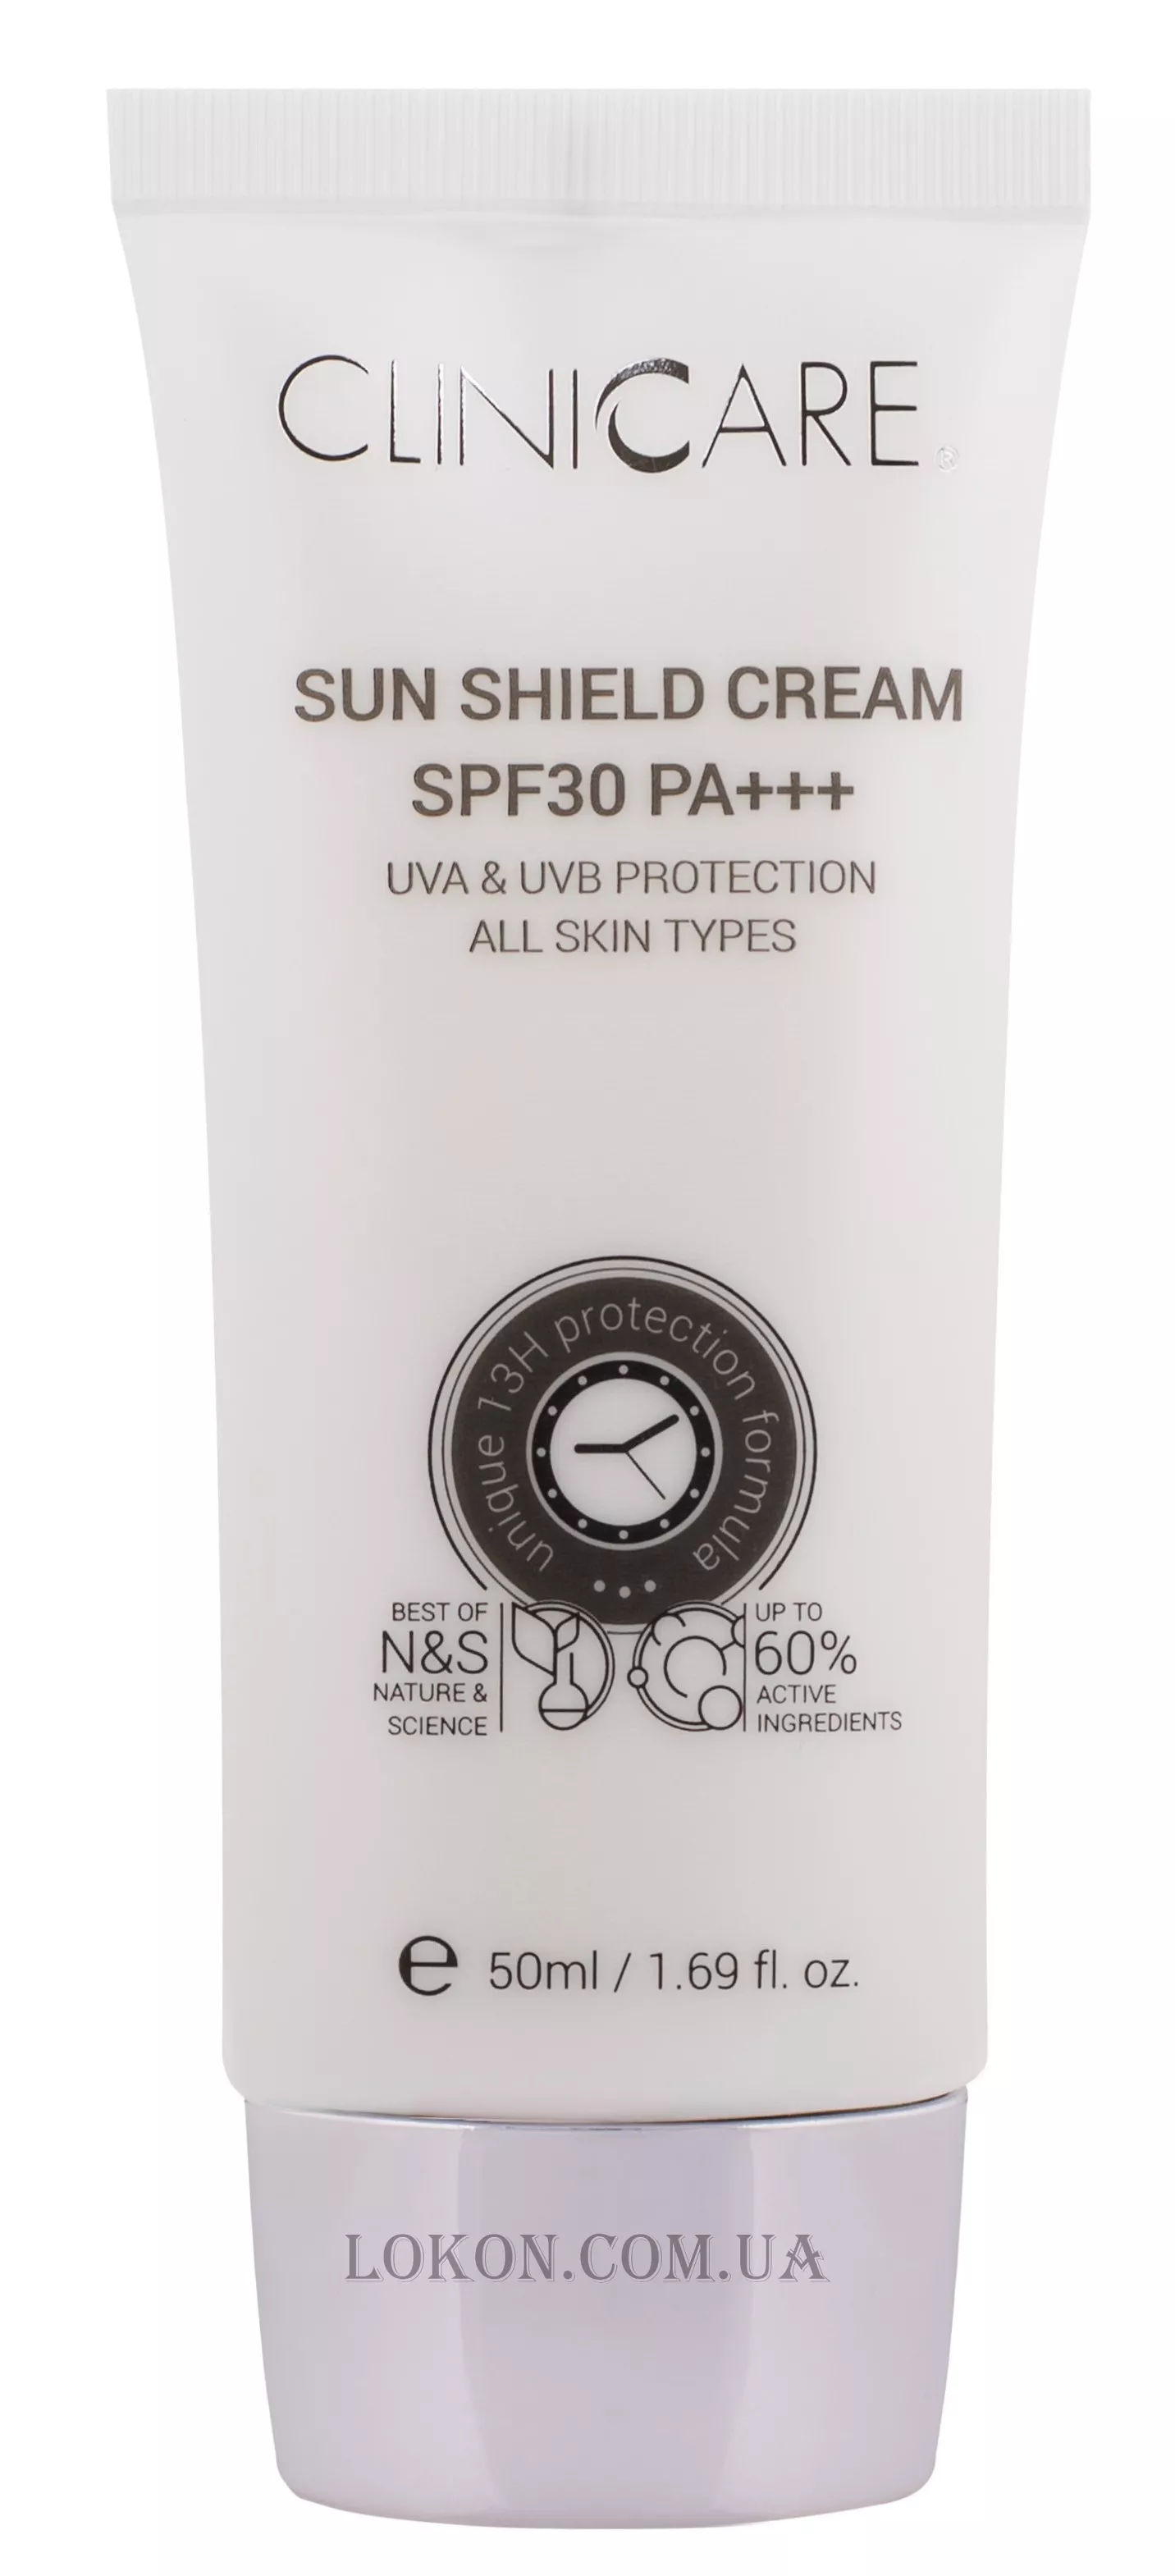 CLINICARE®
SUN SHIELD CREAM
SPF30 PA+++
UVA & UVB PROTECTION
ALL SKIN TYPES
unique 13H protection formula
BEST OF
N&S
NATURE &
SCIENCE
UP TO
60%
ACTIVE
INGREDIENTS
e 50ml / 1.69 fl. oz.
LOKON.COM.UA